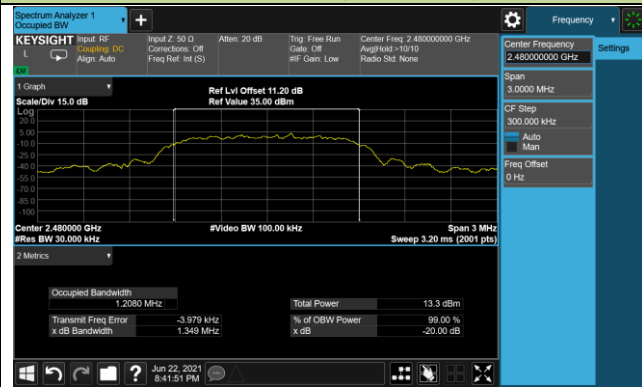 Spectrum Analyzer 1
Occupied BW
Frequency
KEYSIGHT
L
Input: RF
Coupling: DC
Align: Auto
Input Z: 50 Ω
Corrections: Off
Freq Ref: Int (S)
Atten: 20 dB
Trig: Free Run
Gate: Off
#IF Gain: Low
Center Freq: 2.480000000 GHz
Avg|Hold:>10/10
Radio Std: None
Center Frequency
2.480000000 GHz
Settings
Span
3.0000 MHz
CF Step
300.000 kHz
Auto
Man
Freq Offset
0 Hz
1 Graph
Scale/Div 15.0 dB
Ref Lvl Offset 11.20 dB
Ref Value 35.00 dBm
Log
20.0
5.00
-10.0
-25.0
-40.0
-55.0
-70.0
-85.0
-100
Center 2.480000 GHz
#Res BW 30.000 kHz
#Video BW 100.00 kHz
Span 3 MHz
Sweep 3.20 ms (2001 pts)
2 Metrics
Occupied Bandwidth
1.2080 MHz
Total Power 13.3 dBm
Transmit Freq Error -3.979 kHz
% of OBW Power 99.00 %
x dB Bandwidth 1.349 MHz
x dB -20.00 dB
?
Jun 22, 2021
8:41:51 PM